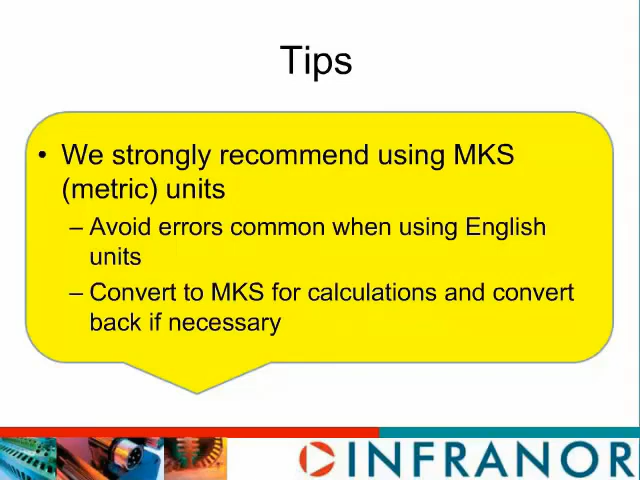 Tips
• We strongly recommend using MKS
(metric) units
– Avoid errors common when using English
units
– Convert to MKS for calculations and convert
back if necessary
INFRANOR